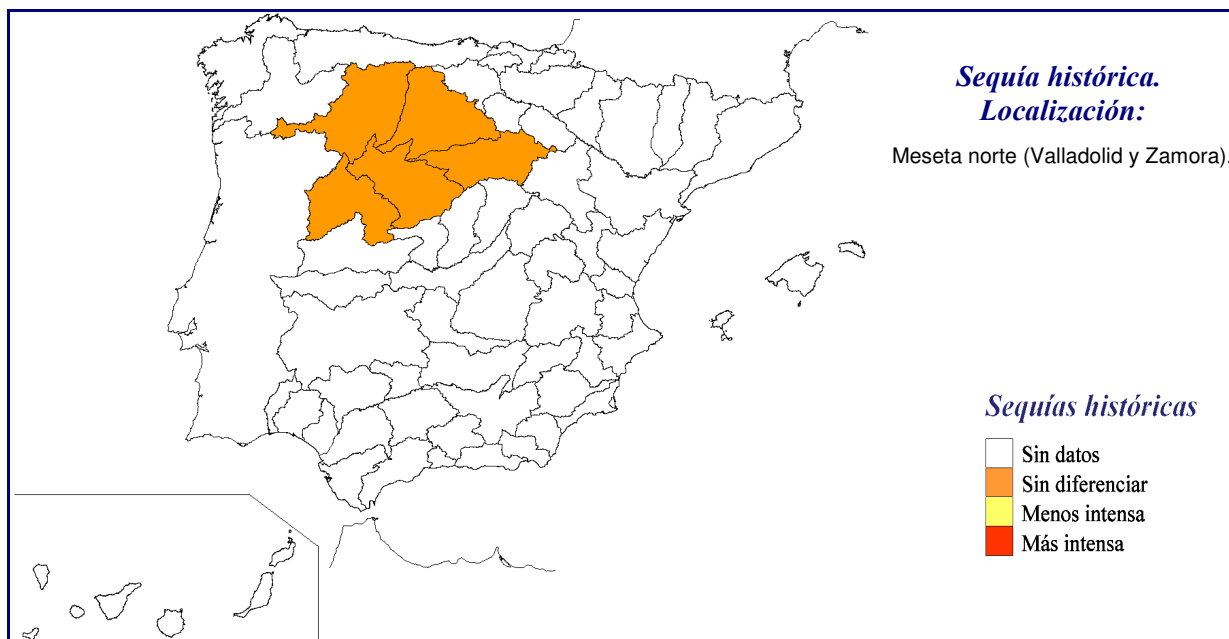 Sequía histórica.
Localización:
Meseta norte (Valladolid y Zamora).
Sequías históricas
Sin datos
Sin diferenciar
Menos intensa
Más intensa